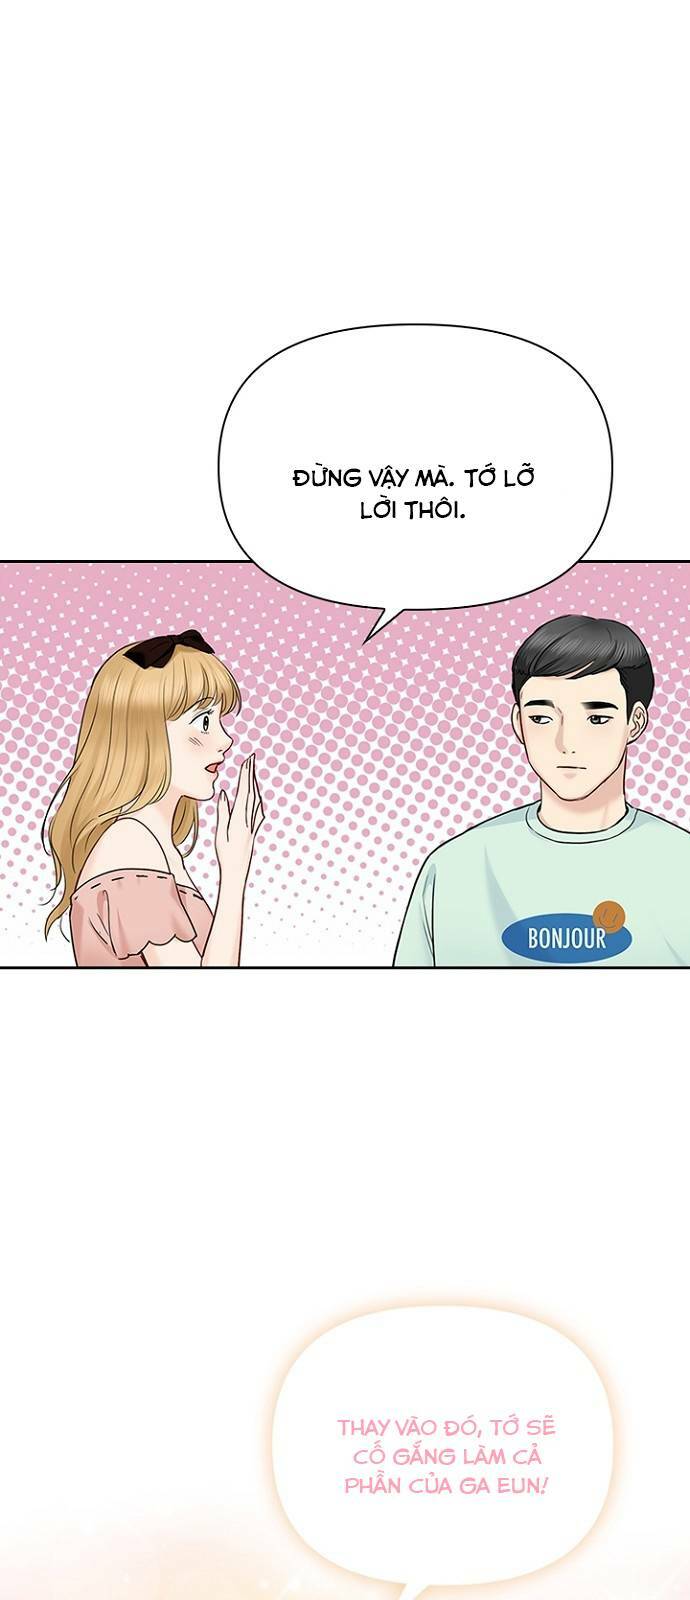 ĐỪNG VẬY MÀ. TỚ LỠ
LỜI THÔI.
BONJOUR
THAY VÀO ĐÓ, TỚ SẼ
CỐ GẮNG LÀM CẢ
PHẦN CỦA GA EUN!